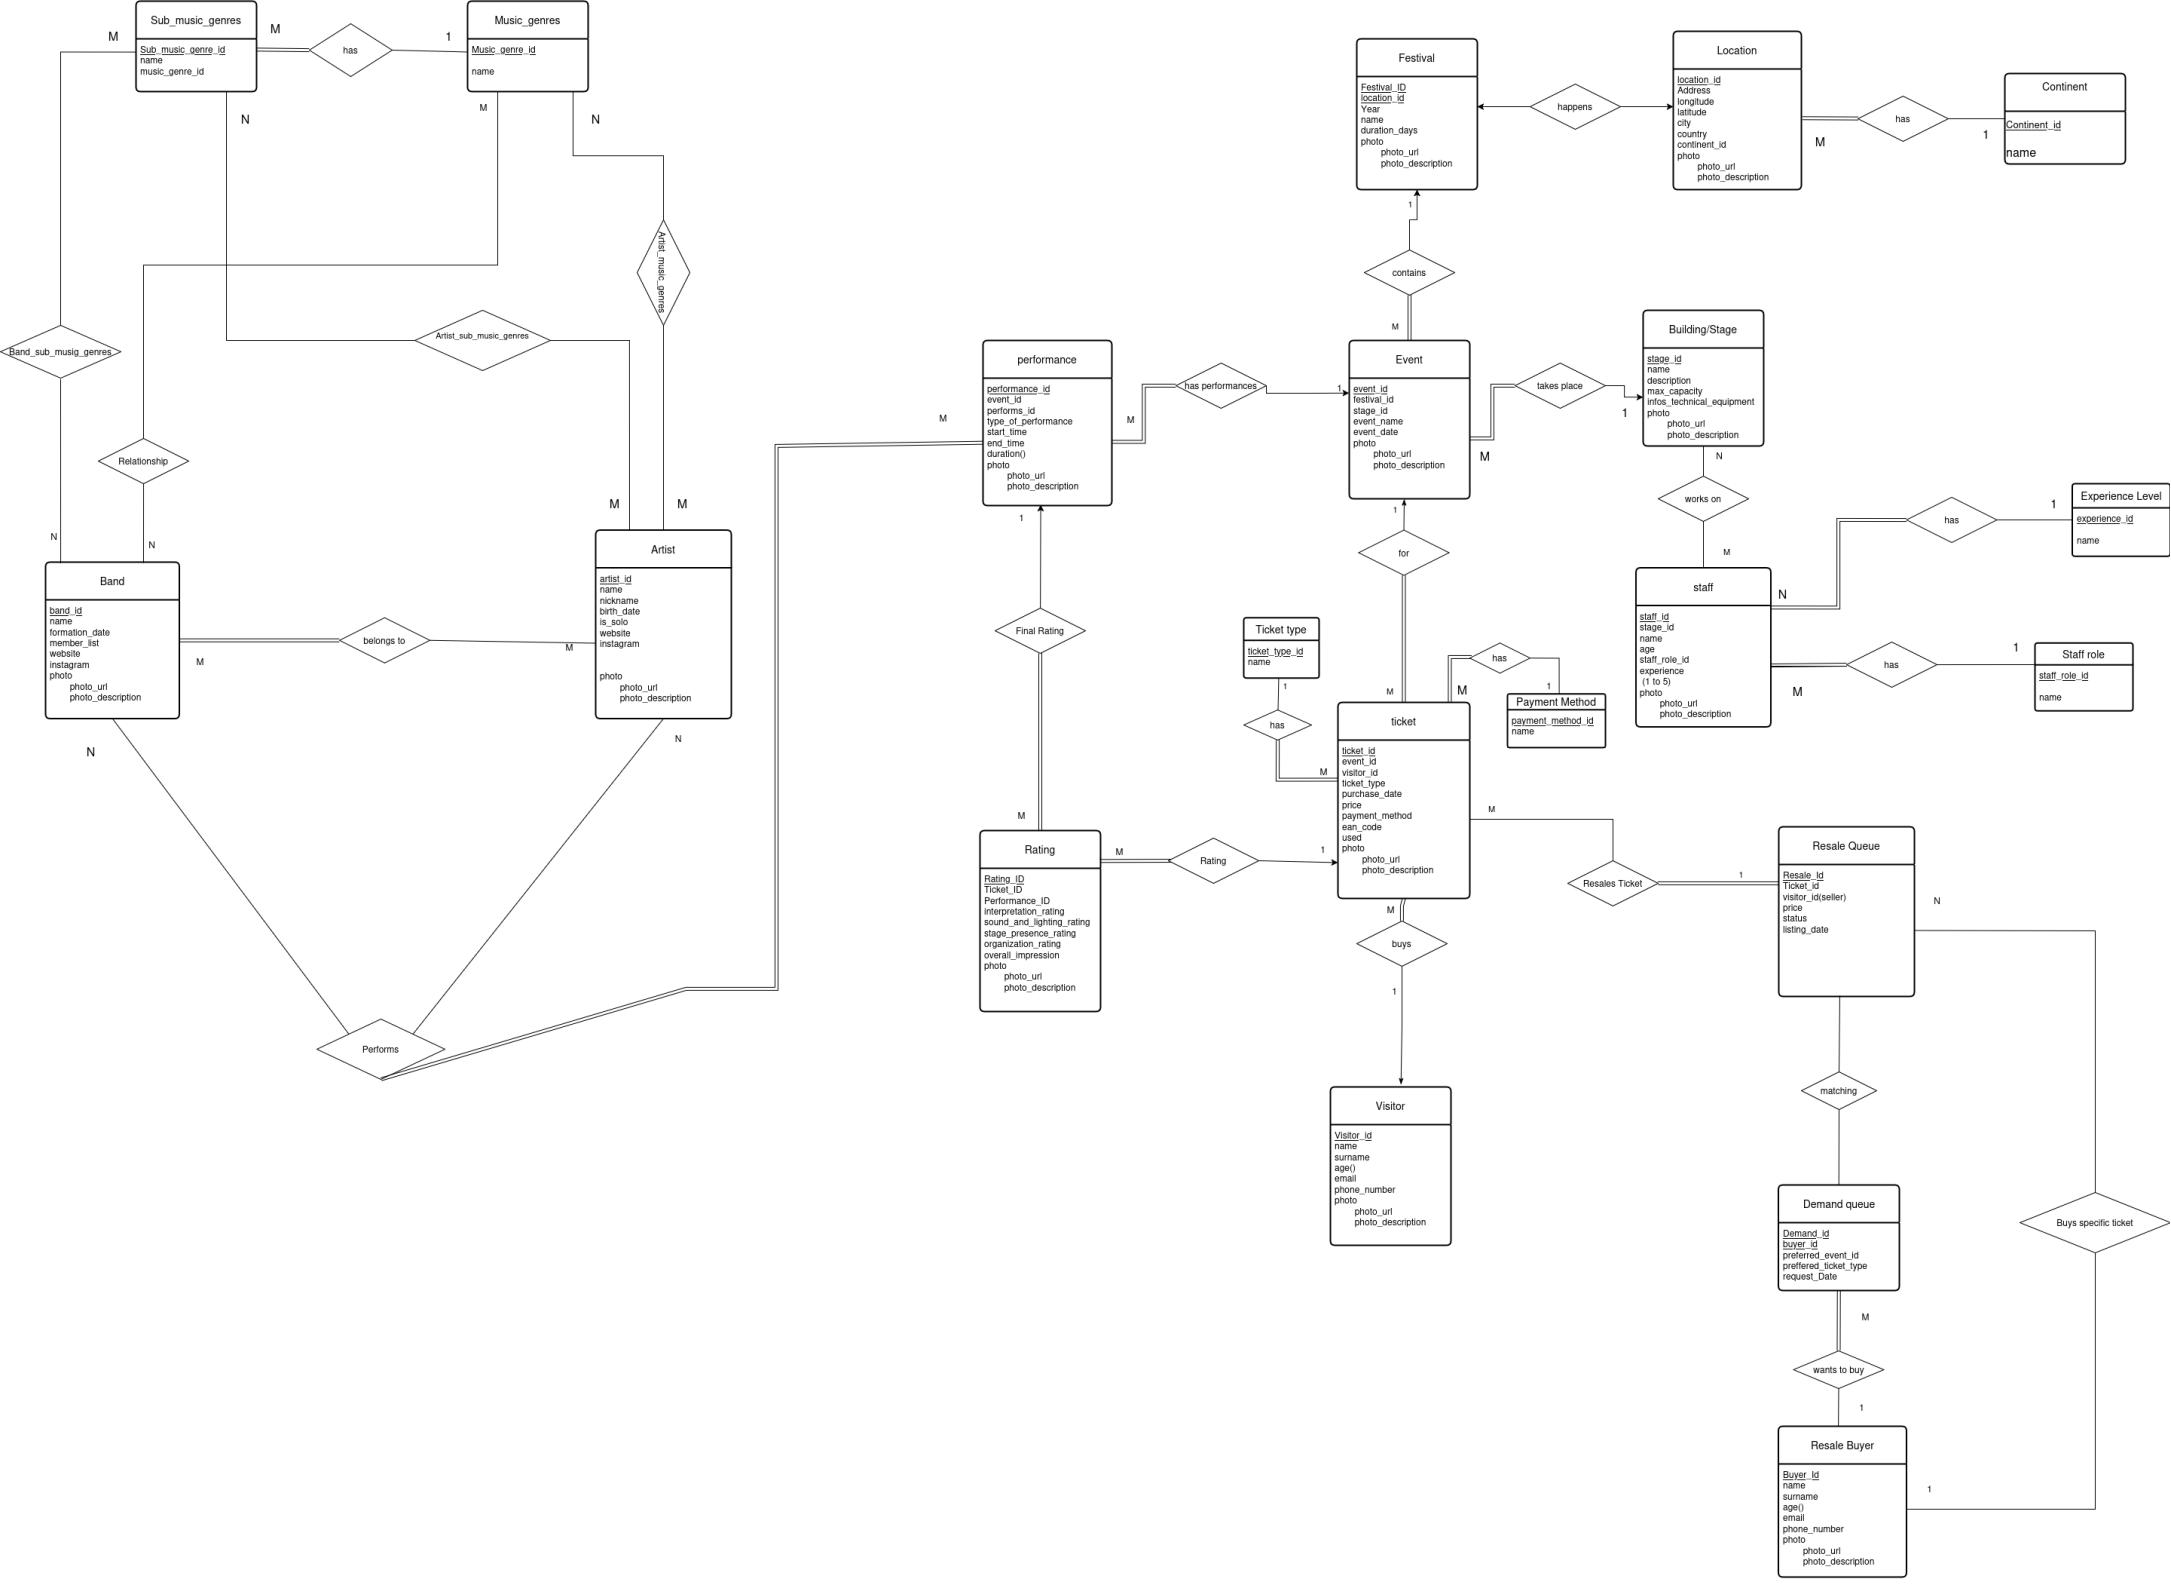 Sub_music_genres
Sub_music_genre_id
name
music_genre_id
M
M
has
1
Music_genres
Music_genre_id
name
N
M
N
Artist_music_genres
Artist_sub_music_genres
Band_sub_musig_genres
Relationship
N
N
M
M
Band
band_id
name
formation_date
member_list
website
instagram
photo
photo_url
photo_description
M
belongs to
M
Artist
artist_id
name
nickname
birth_date
is_solo
website
instagram
photo
photo_url
photo_description
N
N
Performs
M
Festival
Festival_ID
location_id
Year
name
duration_days
photo
photo_url
photo_description
happens
Location
location_id
Address
longitude
latitude
city
country
continent_id
photo
photo_url
photo_description
M
has
1
Continent
Continent_id
name
1
contains
M
performance
performance_id
event_id
performs_id
type_of_performance
start_time
end_time
duration()
photo
photo_url
photo_description
M
has performances
1
Event
event_id
festival_id
stage_id
event_name
event_date
photo
photo_url
photo_description
M
takes place
1
Building/Stage
stage_id
name
description
max_capacity
infos_technical_equipment
photo
photo_url
photo_description
N
works on
M
staff
staff_id
stage_id
name
age
staff_role_id
experience
(1 to 5)
photo
photo_url
photo_description
N
has
1
Experience Level
experience_id
name
M
has
1
Staff role
staff_role_id
name
1
Final Rating
M
1
for
M
Ticket type
ticket_type_id
name
1
has
M
has
M
1
Payment Method
payment_method_id
name
ticket
ticket_id
event_id
visitor_id
ticket_type
purchase_date
price
payment_method
ean_code
used
photo
photo_url
photo_description
Rating
Rating_ID
Ticket_ID
Performance_ID
interpretation_rating
sound_and_lighting_rating
stage_presence_rating
organization_rating
overall_impression
photo
photo_url
photo_description
M
Rating
1
M
Resales Ticket
1
Resale Queue
Resale_Id
Ticket_id
visitor_id(seller)
price
status
listing_date
N
M
buys
1
Visitor
Visitor_id
name
surname
age()
email
phone_number
photo
photo_url
photo_description
matching
Demand queue
Demand_id
buyer_id
preferred_event_id
preffered_ticket_type
request_Date
Buys specific ticket
M
wants to buy
1
Resale Buyer
Buyer_Id
name
surname
age()
email
phone_number
photo
photo_url
photo_description
1